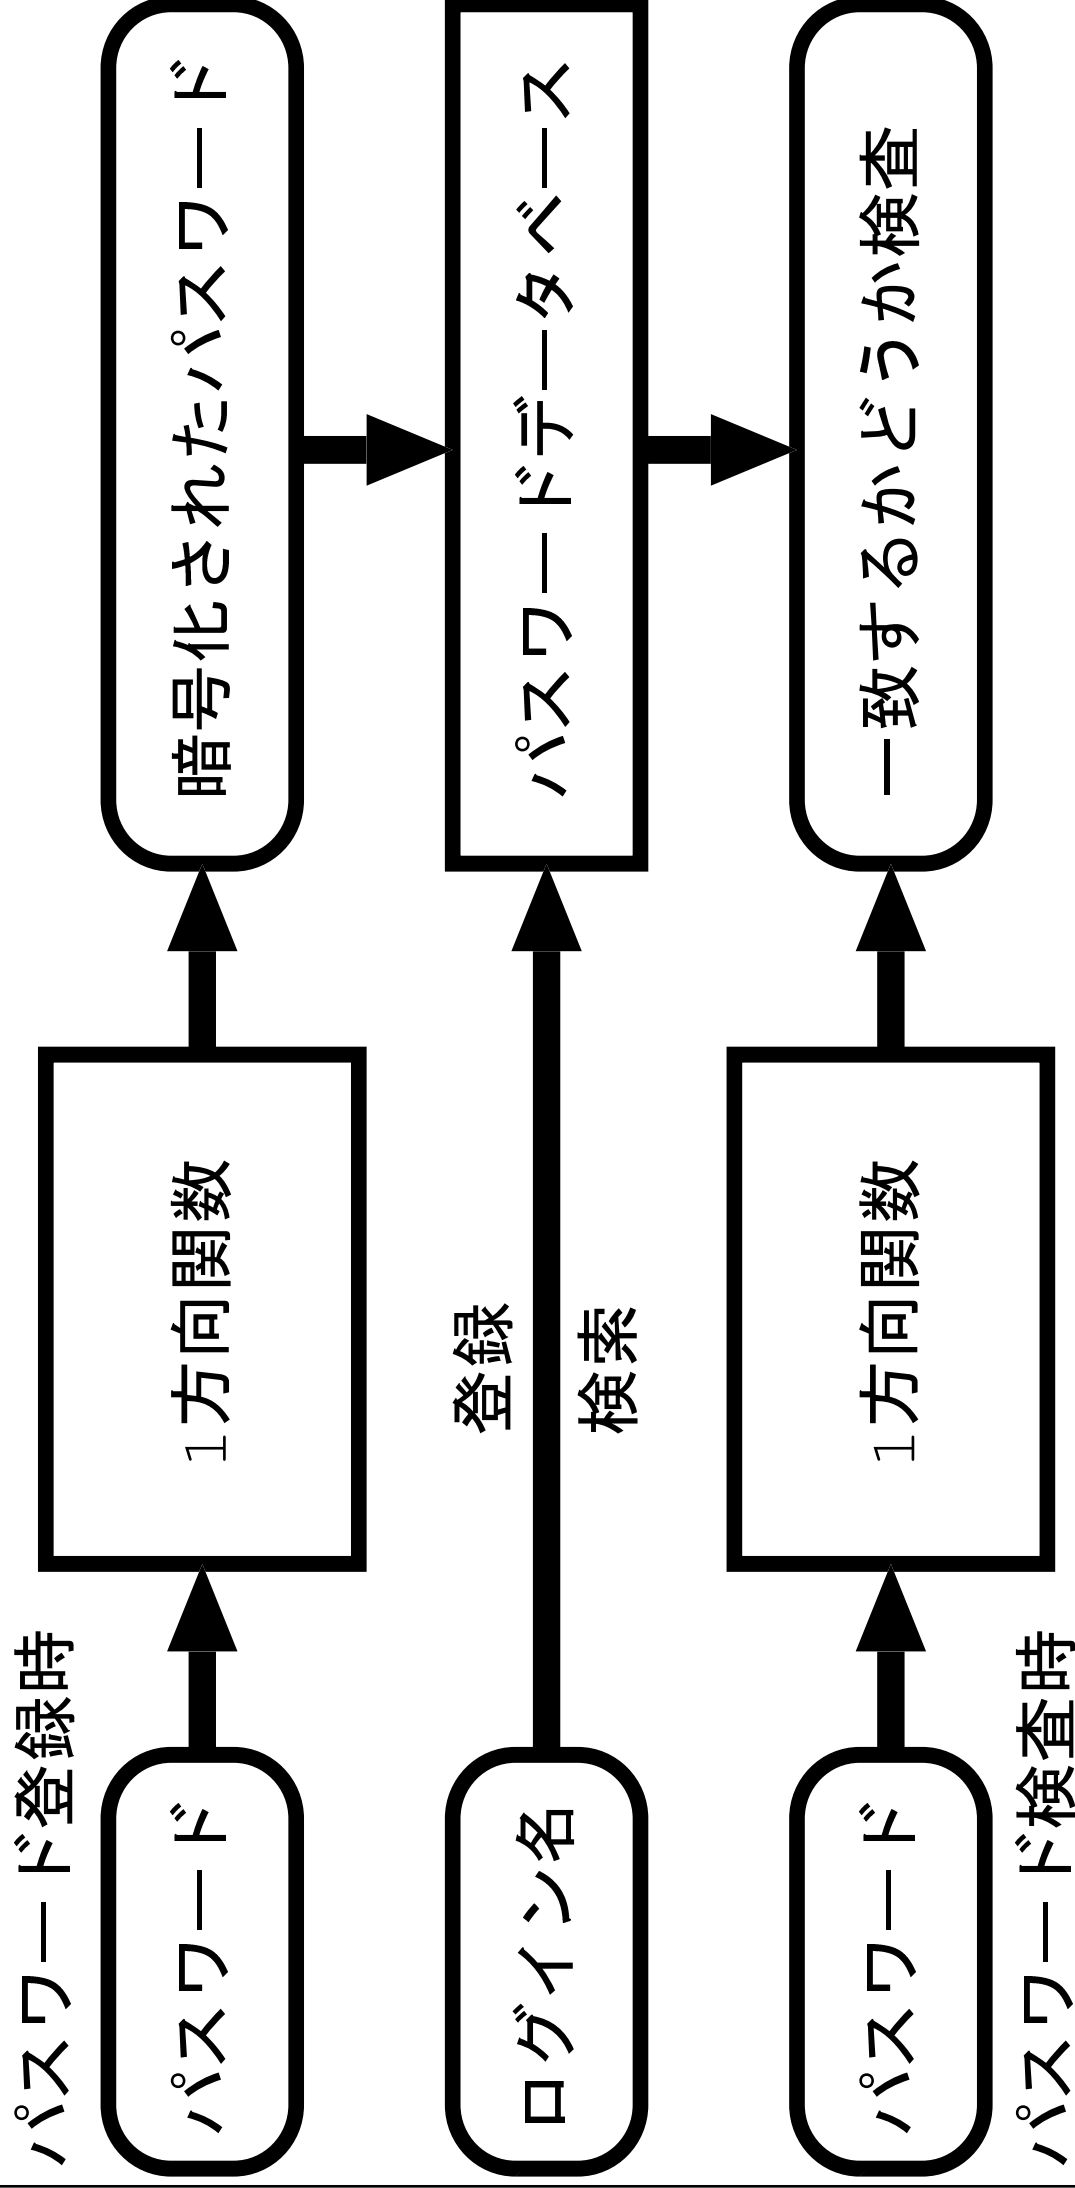 パスワード登録時
パスワード
1方向関数
暗号化されたパスワード
ログイン名
登録
検索
パスワードデータベース
パスワード
1方向関数
一致するかどうか検査
パスワード検査時